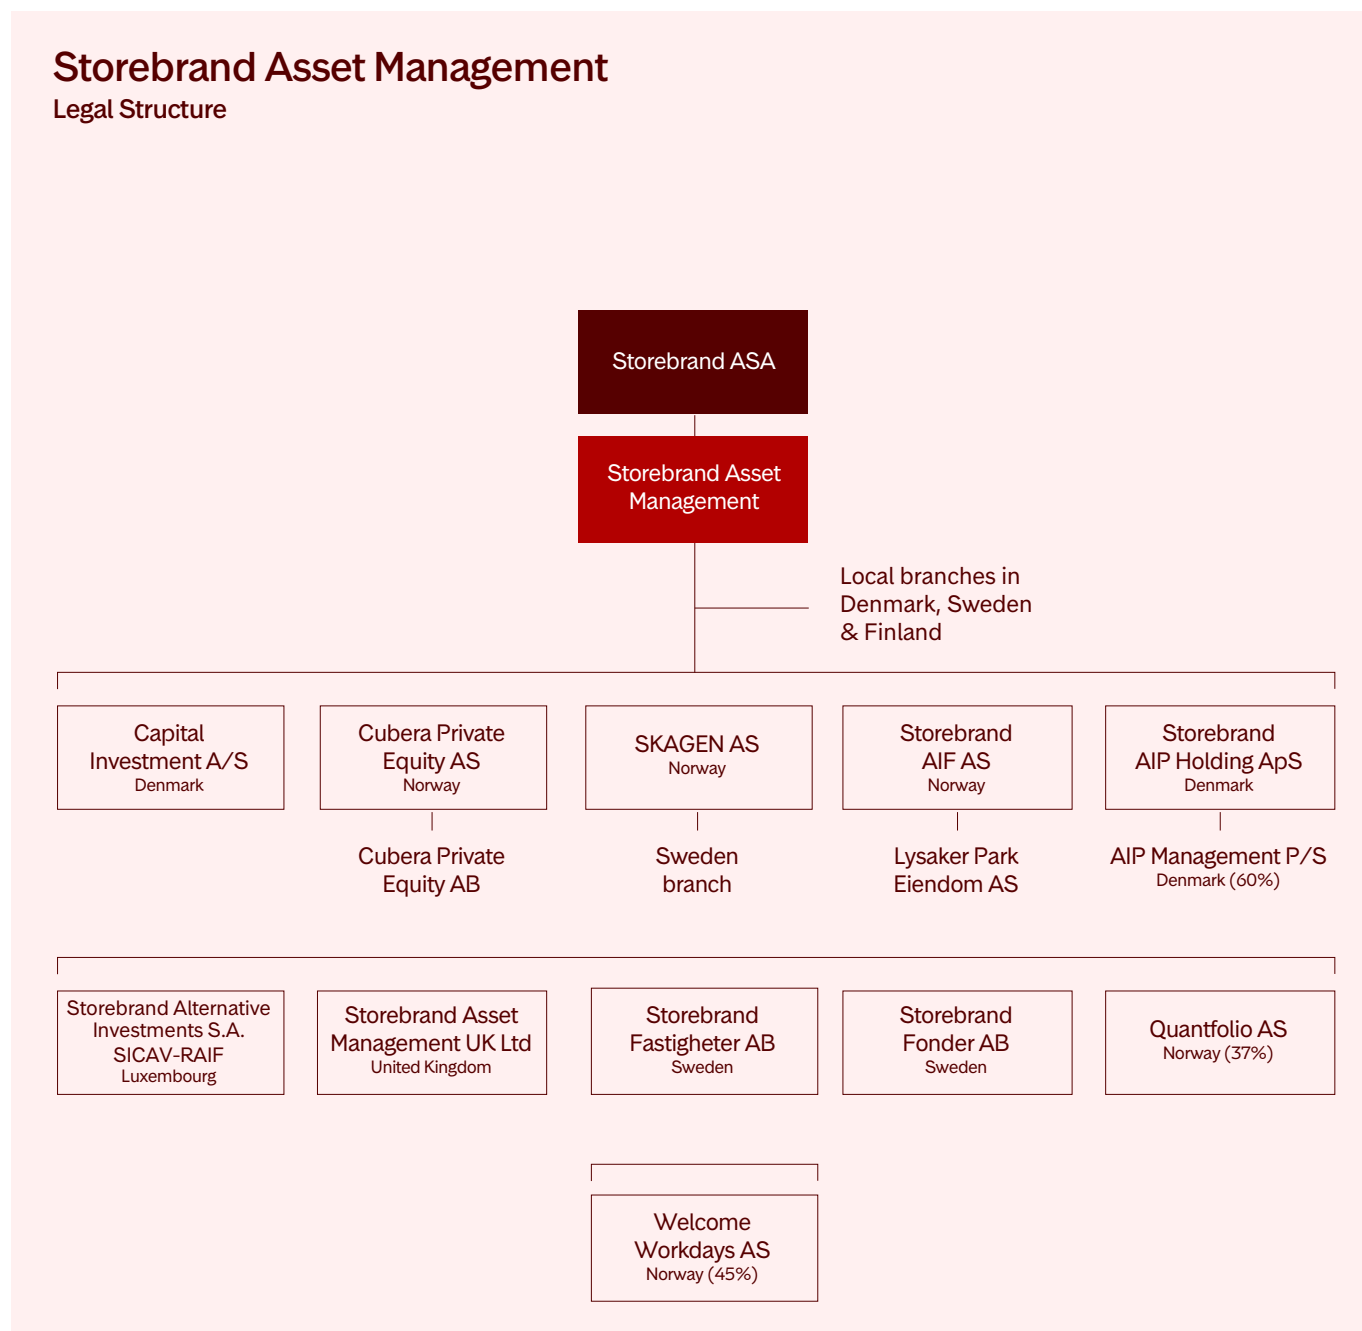 Storebrand Asset Management
Legal Structure
Storebrand ASA
Storebrand Asset
Management
Local branches in
Denmark, Sweden
& Finland
Capital
Investment A/S
Denmark
Cubera Private
Equity AS
Norway
SKAGEN AS
Norway
Storebrand
AIF AS
Norway
Storebrand
AIP Holding ApS
Denmark
Cubera Private
Equity AB
Sweden
branch
Lysaker Park
Eiendom AS
AIP Management P/S
Denmark (60%)
Storebrand Alternative
Investments S.A.
SICAV-RAIF
Luxembourg
Storebrand Asset
Management UK Ltd
United Kingdom
Storebrand
Fastigheter AB
Sweden
Storebrand
Fonder AB
Sweden
Quantfolio AS
Norway (37%)
Welcome
Workdays AS
Norway (45%)